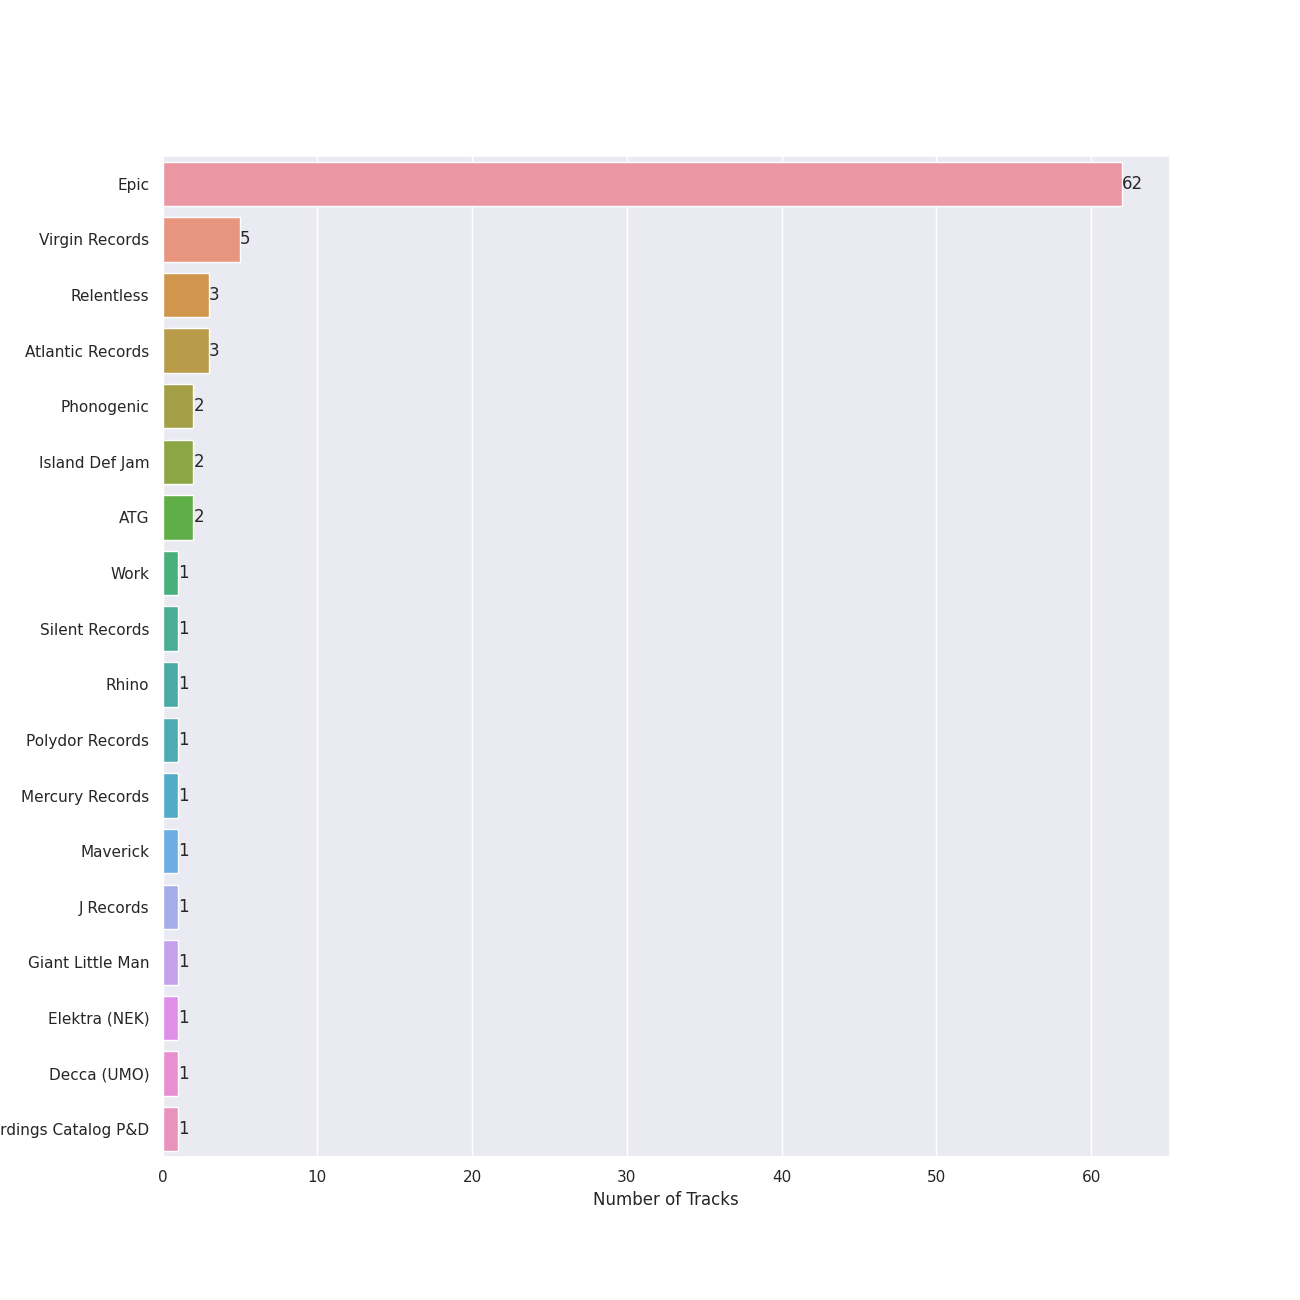 Epic 62
Virgin Records 5
Relentless 3
Atlantic Records 3
Phonogenic 2
Island Def Jam 2
ATG 2
Work 1
Silent Records 1
Rhino 1
Polydor Records 1
Mercury Records 1
Maverick 1
J Records 1
Giant Little Man 1
Elektra (NEK) 1
Decca (UMO) 1
rdings Catalog P&D 1
0 10 20 30 40 50 60
Number of Tracks